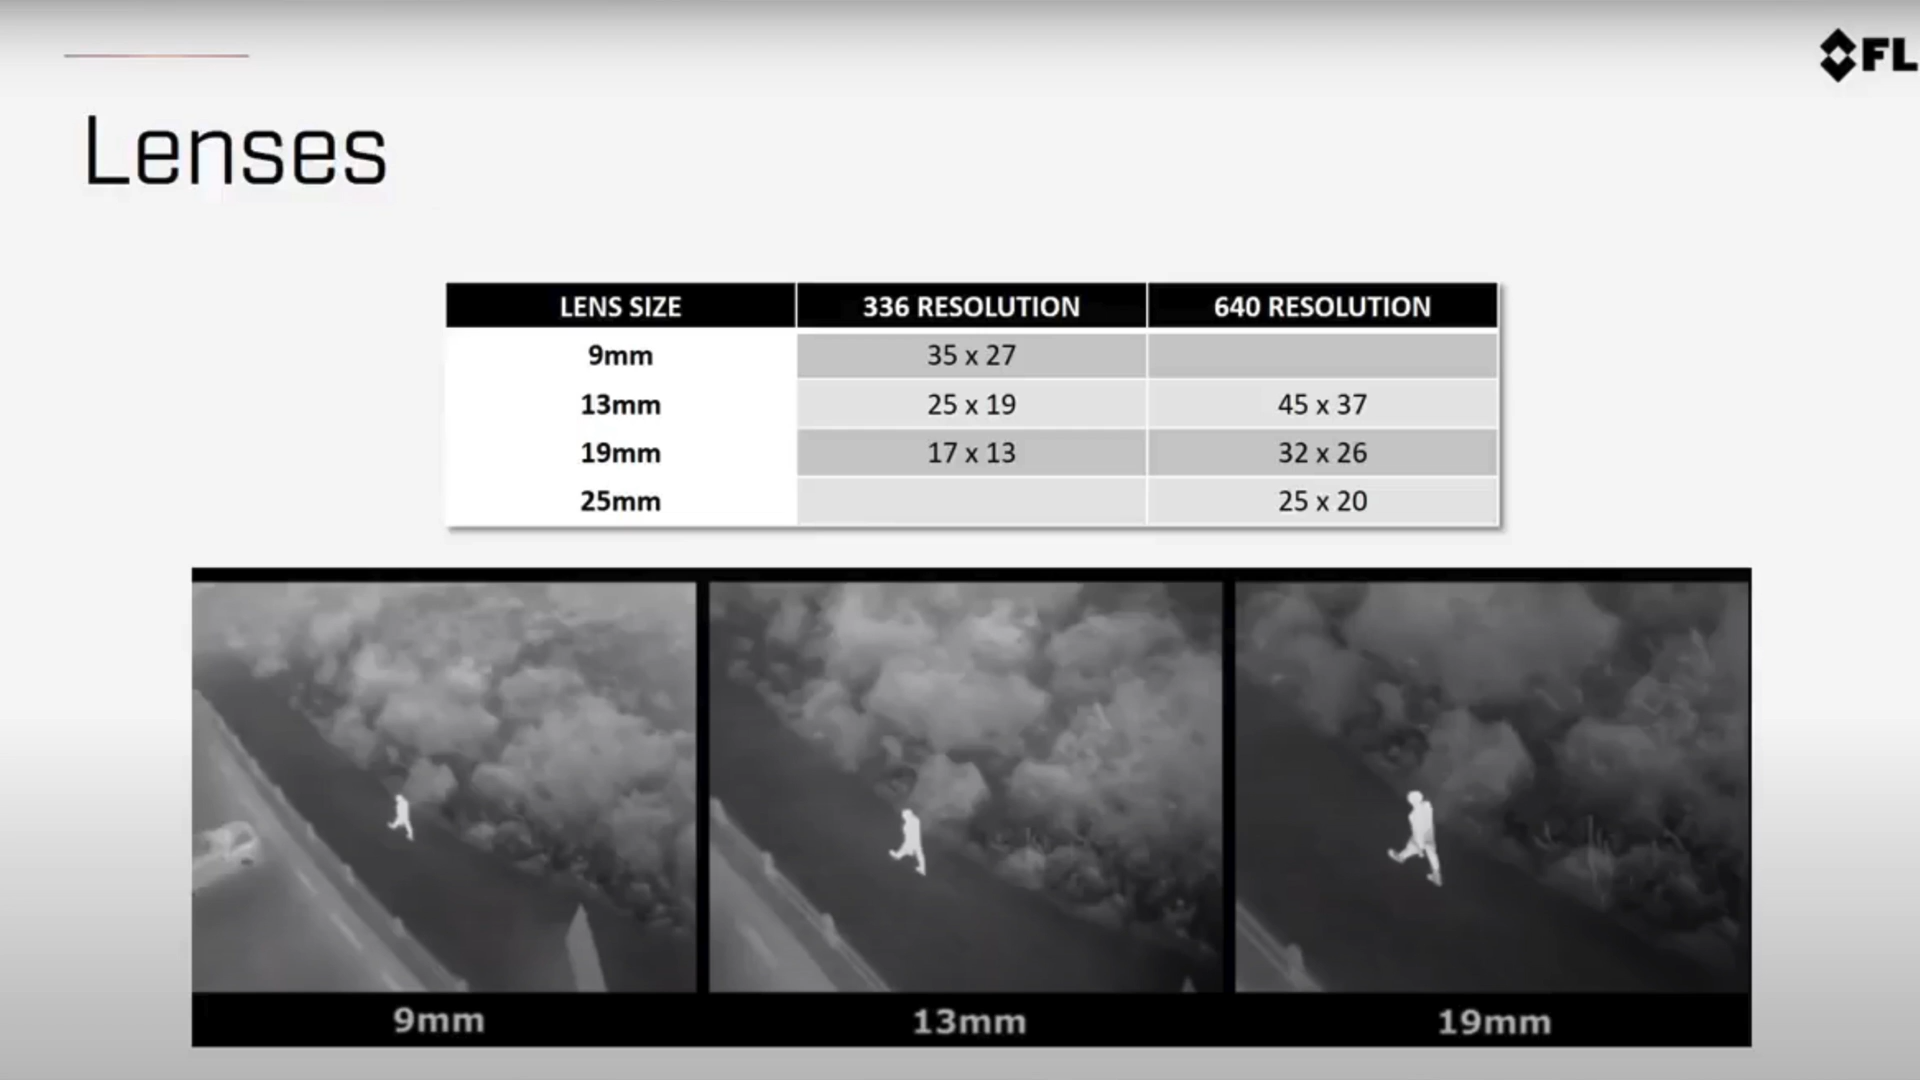 FL
Lenses
LENS SIZE 336 RESOLUTION 640 RESOLUTION
9mm 35 x 27
13mm 25 x 19 45 x 37
19mm 17 x 13 32 x 26
25mm 25 x 20
9mm 13mm 19mm